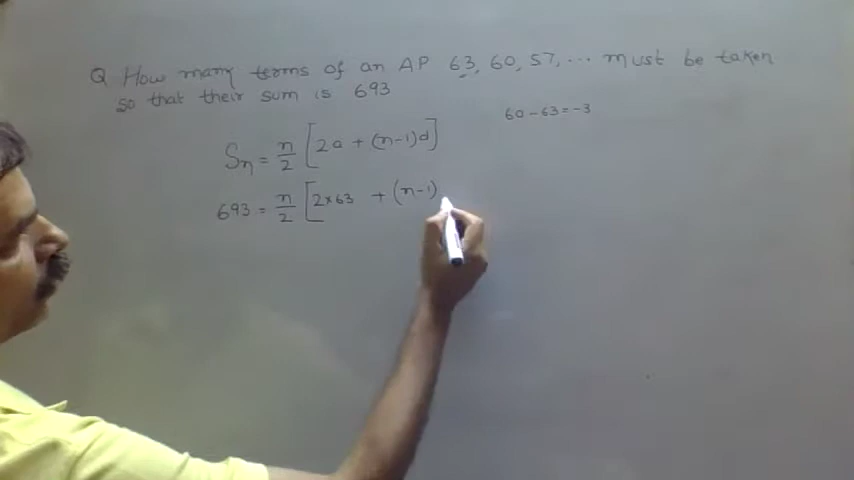 Q How many terms of an AP 63, 60, 57, ... must be taken
so that their sum is 693
60 - 63 = -3
Sn = n/2 [2a + (n-1)d]
693 = n/2 [2×63 + (n-1)